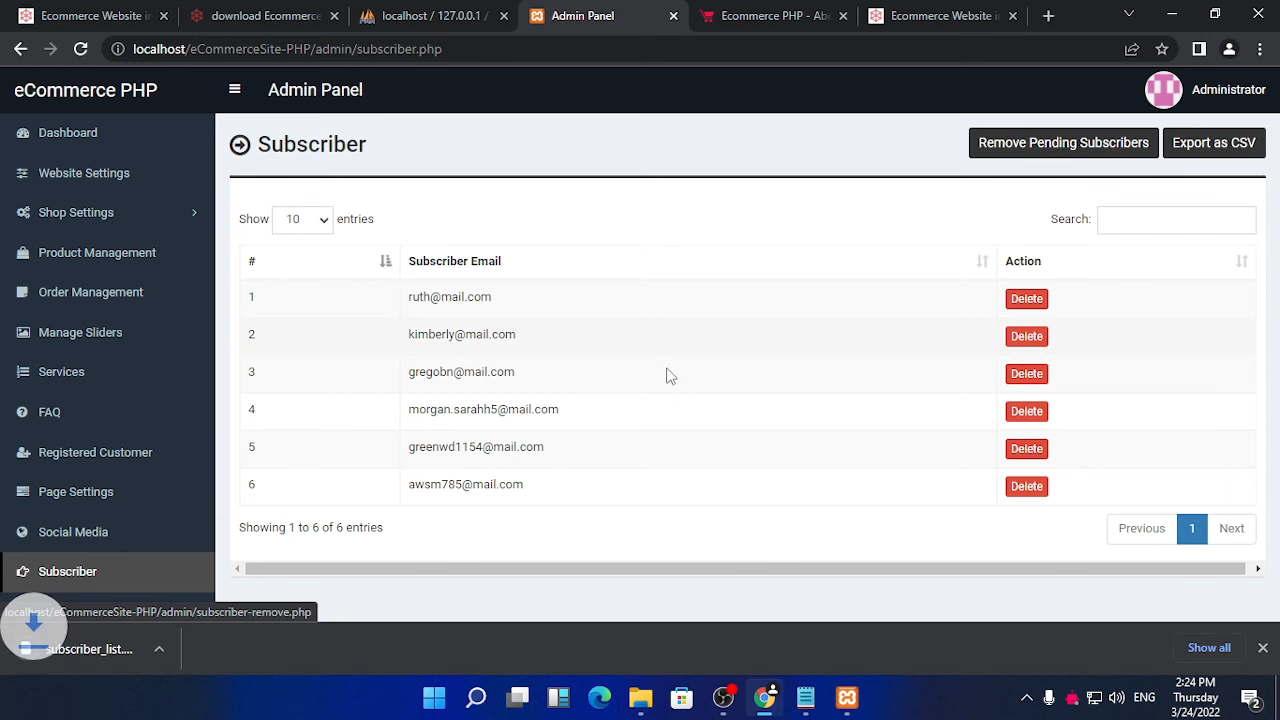 Ecommerce Website in
download Ecommerce
localhost / 127.0.0.1 /
Admin Panel
Ecommerce PHP - Abo
Ecommerce Website in
localhost/eCommerceSite-PHP/admin/subscriber.php
eCommerce PHP
Admin Panel
Administrator
Dashboard
Website Settings
Shop Settings
Product Management
Order Management
Manage Sliders
Services
FAQ
Registered Customer
Page Settings
Social Media
Subscriber
Subscriber
Remove Pending Subscribers
Export as CSV
Show 10 entries
Search:
# Subscriber Email Action
1 ruth@mail.com Delete
2 kimberly@mail.com Delete
3 gregobn@mail.com Delete
4 morgan.sarahh5@mail.com Delete
5 greenwd1154@mail.com Delete
6 awsm785@mail.com Delete
Showing 1 to 6 of 6 entries
Previous 1 Next
localhost/eCommerceSite-PHP/admin/subscriber-remove.php
subscriber_list....
Show all
ENG
2:24 PM
Thursday
3/24/2022
2